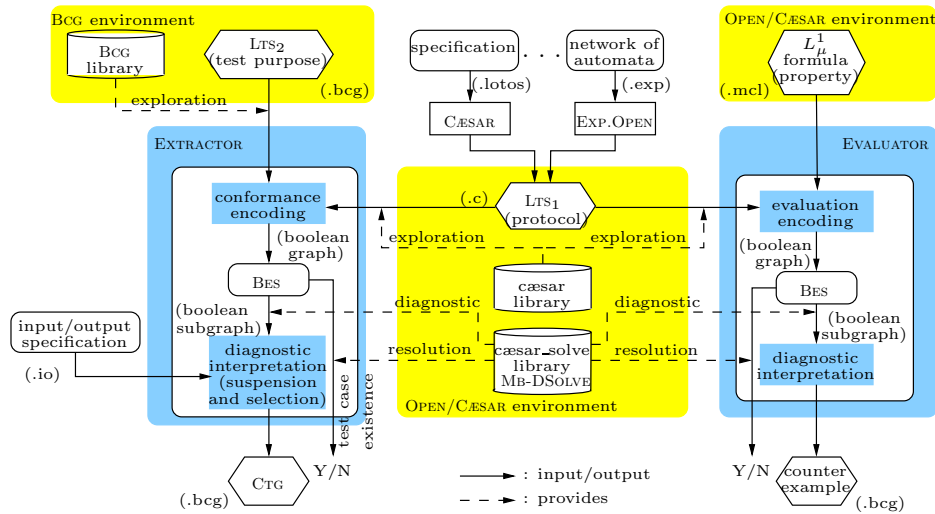 BCG environment
BCG
library
LTS2
(test purpose)
(.bcg)
exploration
specification
. . .
network of
automata
(.lotos)
(.exp)
CÆSAR
EXP.OPEN
OPEN/CÆSAR environment
L1μ
formula
(property)
(.mcl)
EXTRACTOR
conformance
encoding
(boolean
graph)
BES
(boolean
subgraph)
input/output
specification
(.io)
diagnostic
interpretation
(suspension
and selection)
test case
existence
CTG
(.bcg)
Y/N
(.c)
LTS1
(protocol)
exploration
exploration
cæsar
library
diagnostic
diagnostic
resolution
resolution
cæsar_solve
library
MB-DSOLVE
OPEN/CÆSAR environment
EVALUATOR
evaluation
encoding
(boolean
graph)
BES
(boolean
subgraph)
diagnostic
interpretation
Y/N
counter
example
(.bcg)
: input/output
: provides